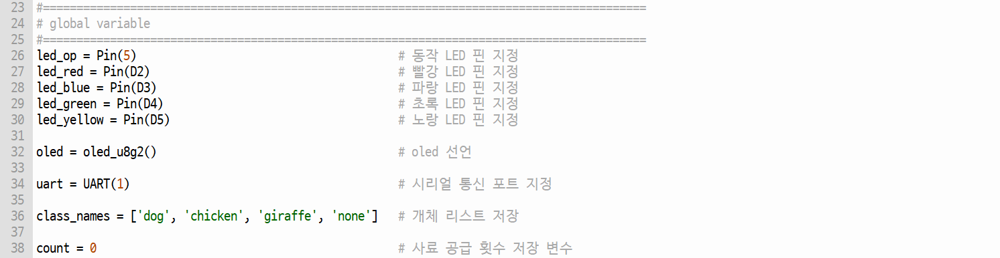 23 #==========================================================================================
24 # global variable
25 #==========================================================================================
26 led_op = Pin(5) # 동작 LED 핀 지정
27 led_red = Pin(D2) # 빨강 LED 핀 지정
28 led_blue = Pin(D3) # 파랑 LED 핀 지정
29 led_green = Pin(D4) # 초록 LED 핀 지정
30 led_yellow = Pin(D5) # 노랑 LED 핀 지정
31
32 oled = oled_u8g2() # oled 선언
33
34 uart = UART(1) # 시리얼 통신 포트 지정
35
36 class_names = ['dog', 'chicken', 'giraffe', 'none'] # 개체 리스트 저장
37
38 count = 0 # 사료 공급 횟수 저장 변수